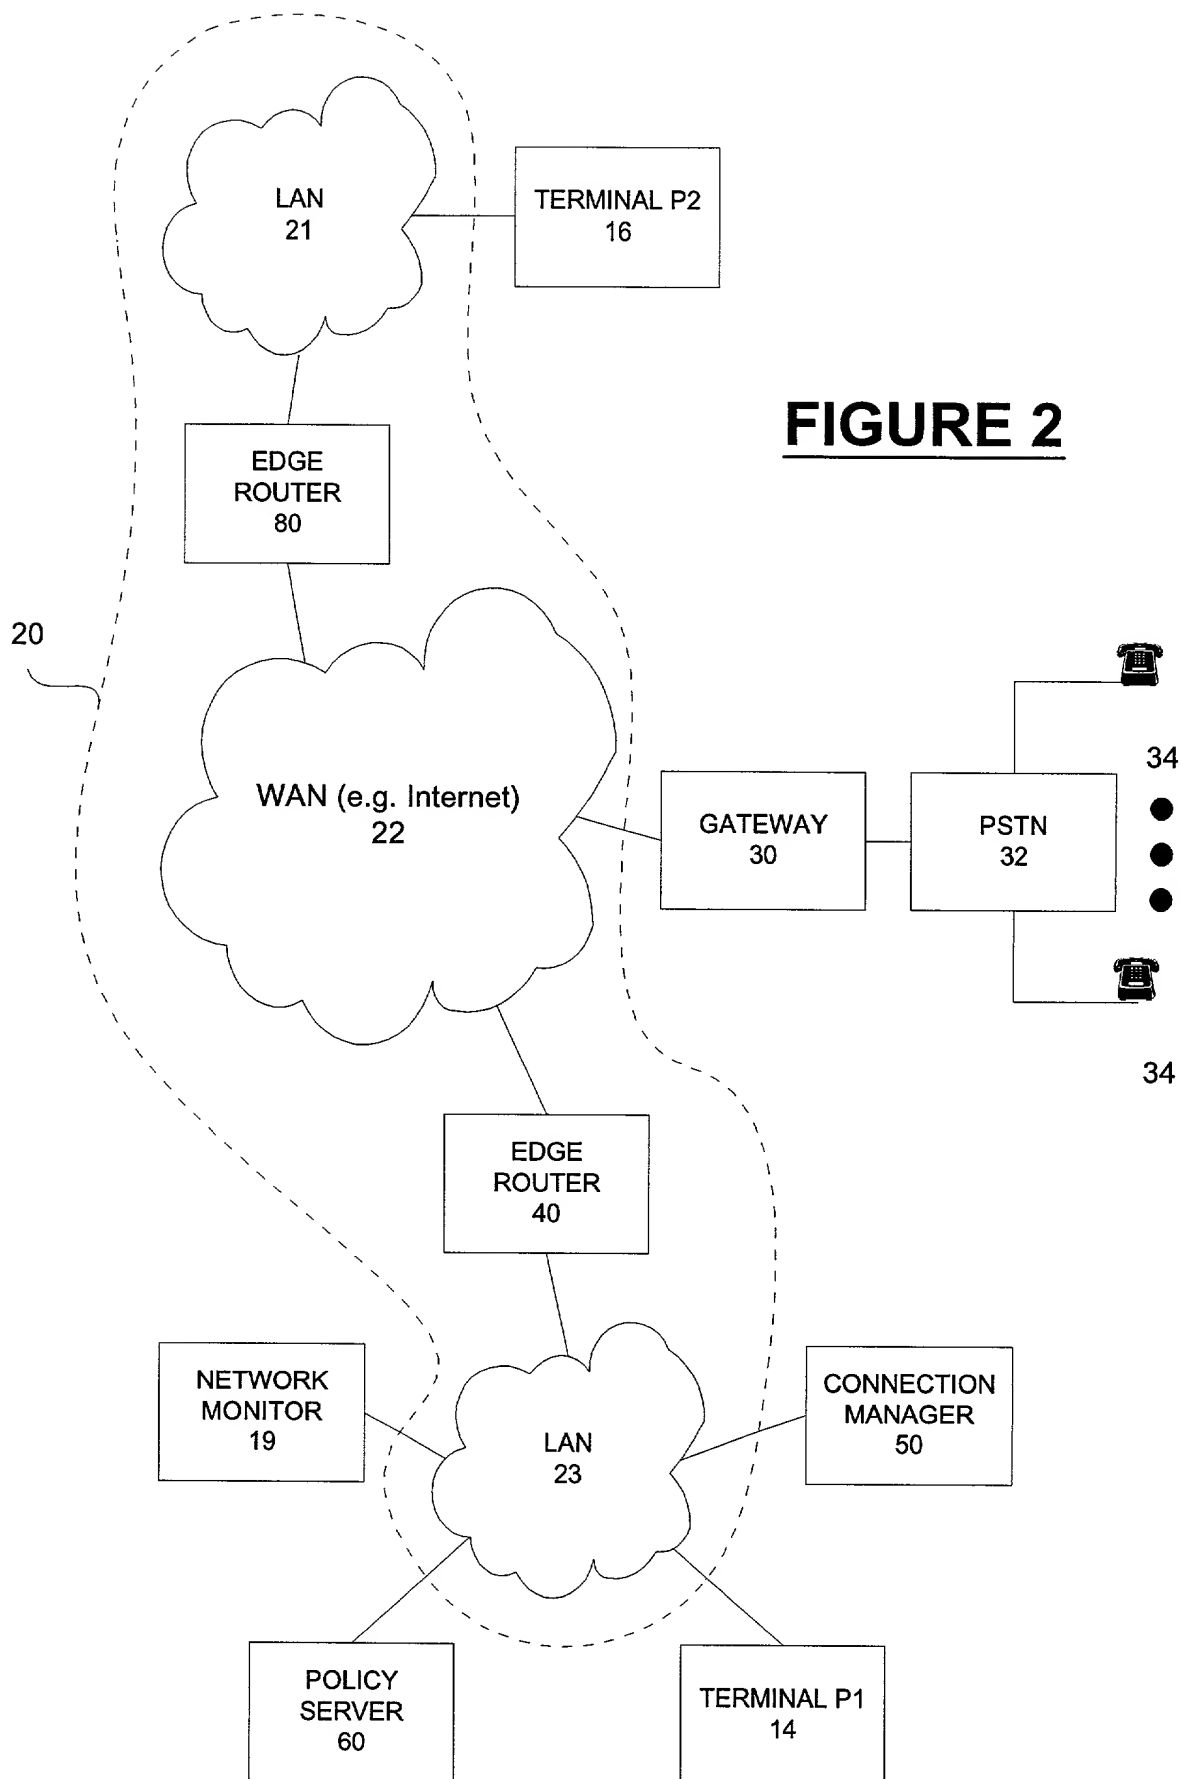 LAN
21
TERMINAL P2
16
FIGURE 2
EDGE
ROUTER
80
20
WAN (e.g. Internet)
22
GATEWAY
30
PSTN
32
34
34
EDGE
ROUTER
40
NETWORK
MONITOR
19
LAN
23
CONNECTION
MANAGER
50
POLICY
SERVER
60
TERMINAL P1
14